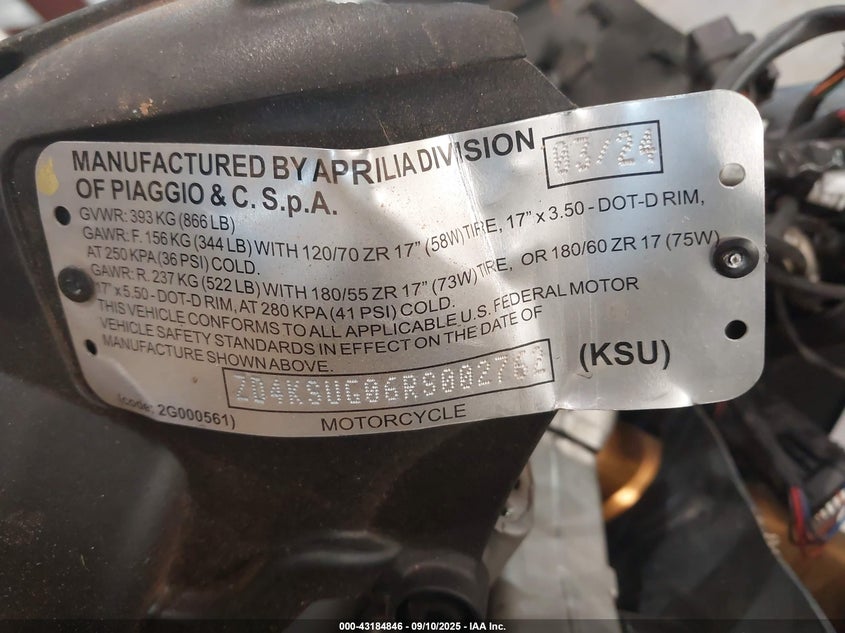 MANUFACTURED BY APRILIA DIVISION 03/24
OF PIAGGIO & C. S.p.A.
GVWR: 393 KG (866 LB)
GAWR: F. 156 KG (344 LB) WITH 120/70 ZR 17" (58W) TIRE, 17" x 3.50 - DOT-D RIM,
AT 250 KPA (36 PSI) COLD.
GAWR: R. 237 KG (522 LB) WITH 180/55 ZR 17" (73W) TIRE, OR 180/60 ZR 17 (75W)
17" x 5.50 - DOT-D RIM, AT 280 KPA (41 PSI) COLD.
THIS VEHICLE CONFORMS TO ALL APPLICABLE U.S. FEDERAL MOTOR
VEHICLE SAFETY STANDARDS IN EFFECT ON THE DATE OF
MANUFACTURE SHOWN ABOVE.
ZD4KSUG06RS002762 (KSU)
(code: 2G000561) MOTORCYCLE
000-43184846 - 09/10/2025 - IAA Inc.